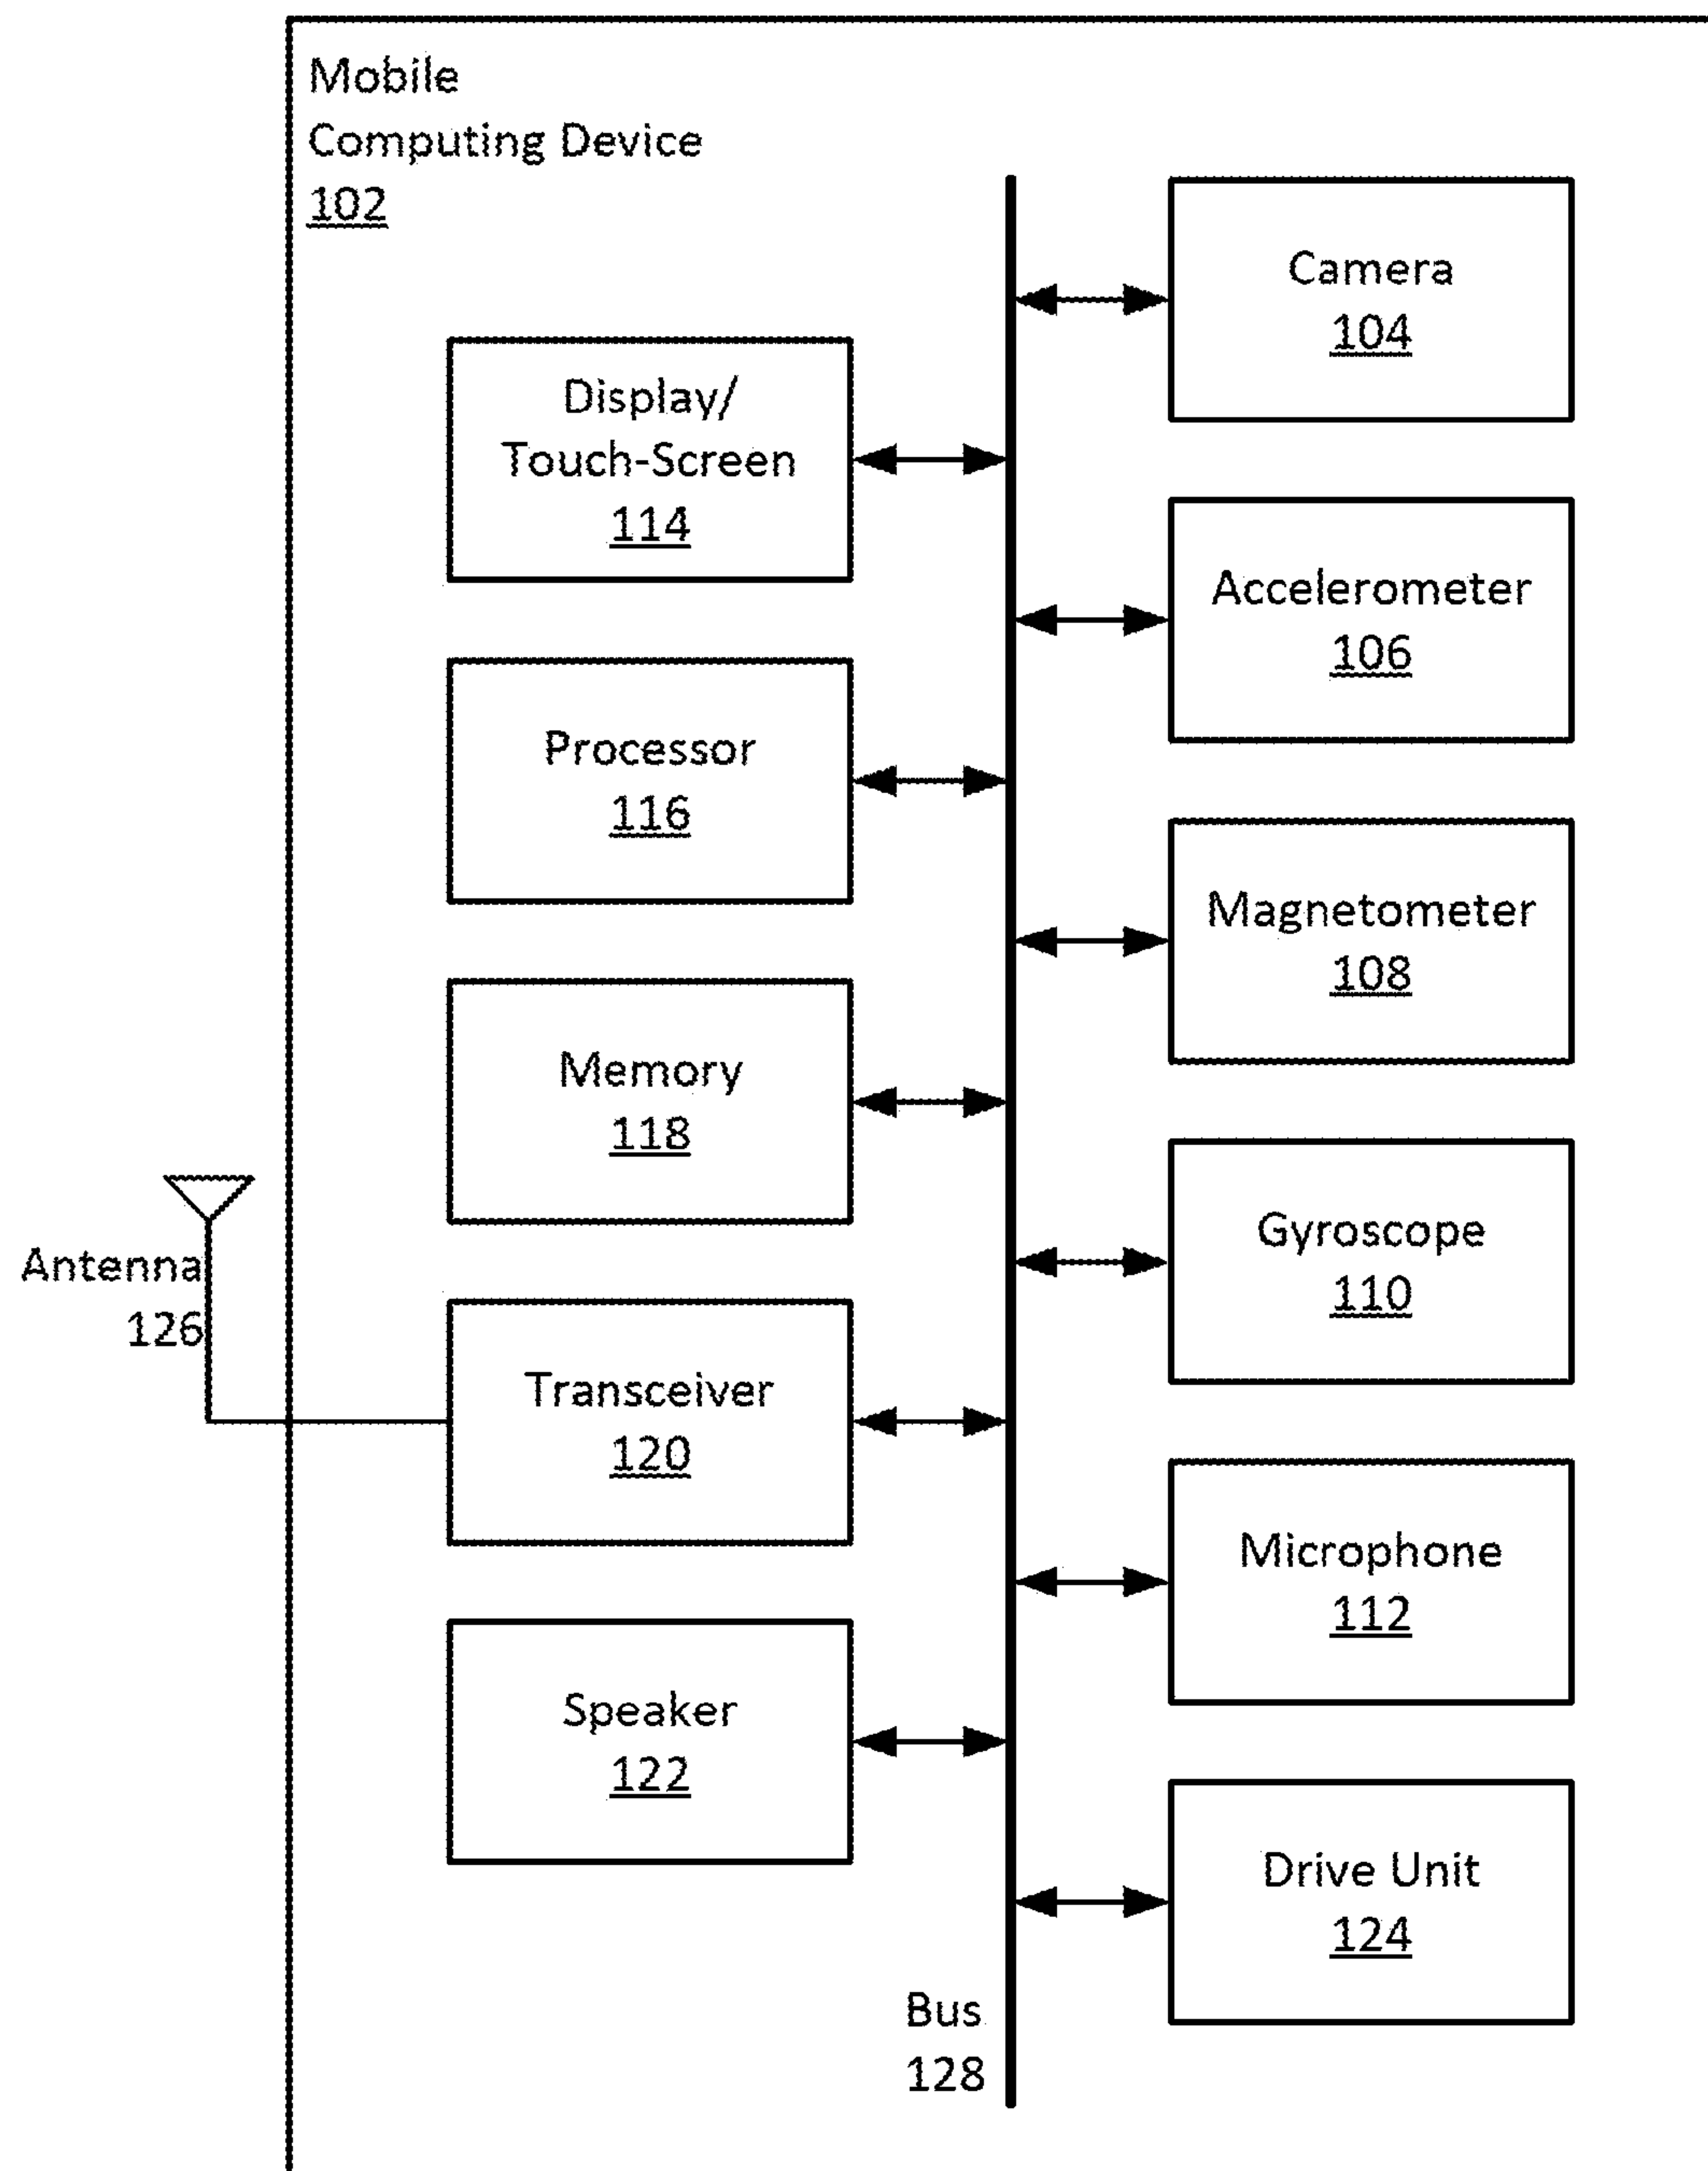 Mobile
Computing Device
102
Camera
104
Display/
Touch-Screen
114
Accelerometer
106
Processor
116
Magnetometer
108
Memory
118
Gyroscope
110
Antenna
126
Transceiver
120
Microphone
112
Speaker
122
Drive Unit
124
Bus
128